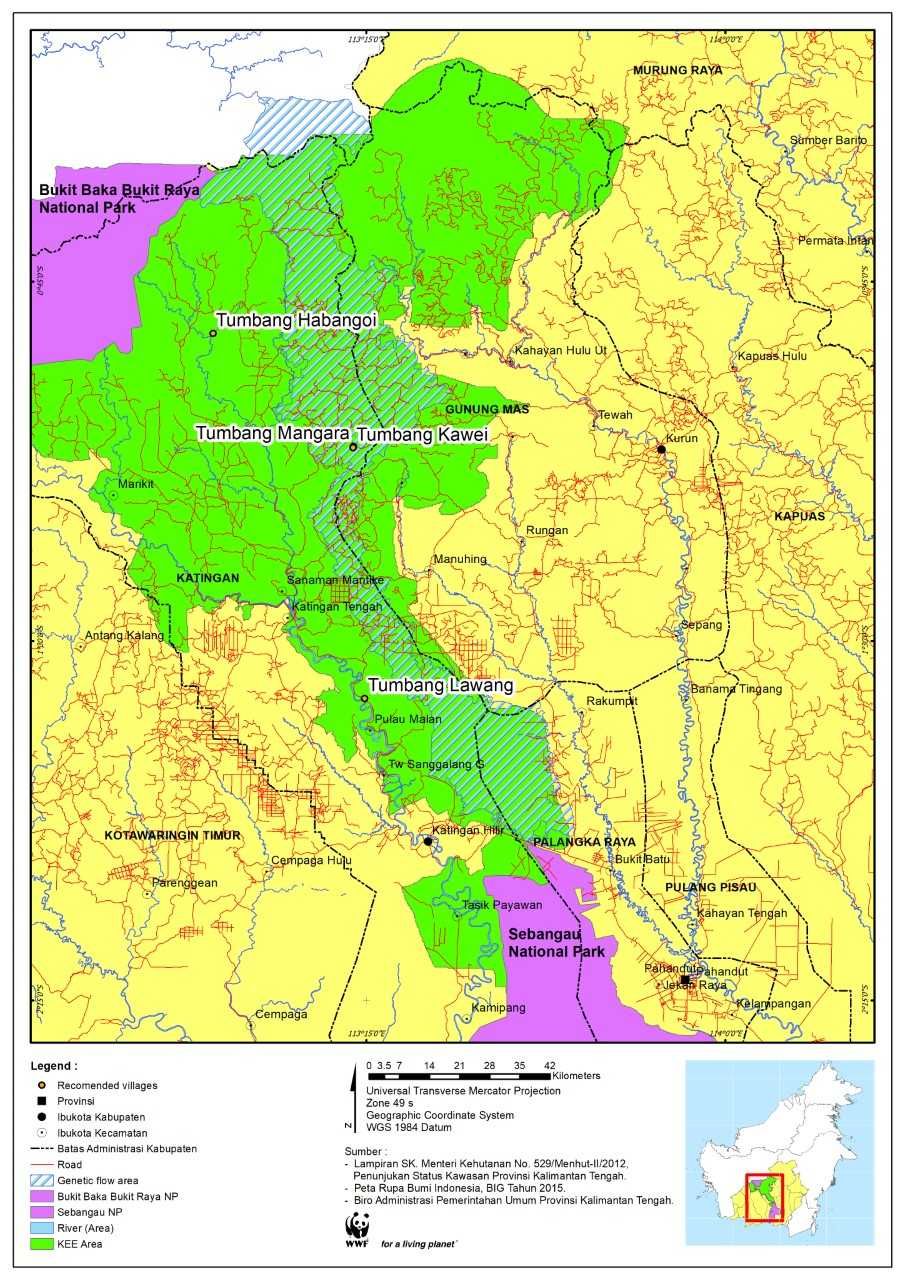 113°15'0"E
114°0'0"E
MURUNG RAYA
Sumber Barito
Bukit Baka Bukit Raya
National Park
Permata Intan
0°45'0"S
0°45'0"S
Tumbang Habangoi
Kahayan Hulu Ut
Kapuas Hulu
GUNUNG MAS
Tewah
Tumbang Mangara
Tumbang Kawei
Kurun
Marikit
KAPUAS
Rungan
Manuhing
KATINGAN
Sanaman Mantike
Katingan Tengah
Sepang
Antang Kalang
Tumbang Lawang
Banama Tingang
Rakumpit
Pulau Malan
Tw Sanggalang G
KOTAWARINGIN TIMUR
Katingan Hilir
PALANGKA RAYA
Cempaga Hulu
Bukit Batu
Parenggean
PULANG PISAU
Tasik Payawan
Kahayan Tengah
Sebangau
National Park
Pahandut
Pahandut
Jekan Raya
Kamipang
Kelampangan
Cempaga
113°15'0"E
114°0'0"E
Legend :
Recomended villages
Provinsi
Ibukota Kabupaten
Ibukota Kecamatan
Batas Administrasi Kabupaten
Road
Genetic flow area
Bukit Baka Bukit Raya NP
Sebangau NP
River (Area)
KEE Area
N
0 3.5 7 14 21 28 35 42
Kilometers
Universal Transverse Mercator Projection
Zone 49 s
Geographic Coordinate System
WGS 1984 Datum
Sumber :
- Lampiran SK. Menteri Kehutanan No. 529/Menhut-II/2012,
Penunjukan Status Kawasan Provinsi Kalimantan Tengah.
- Peta Rupa Bumi Indonesia, BIG Tahun 2015.
- Biro Administrasi Pemerintahan Umum Provinsi Kalimantan Tengah.
WWF
for a living planet